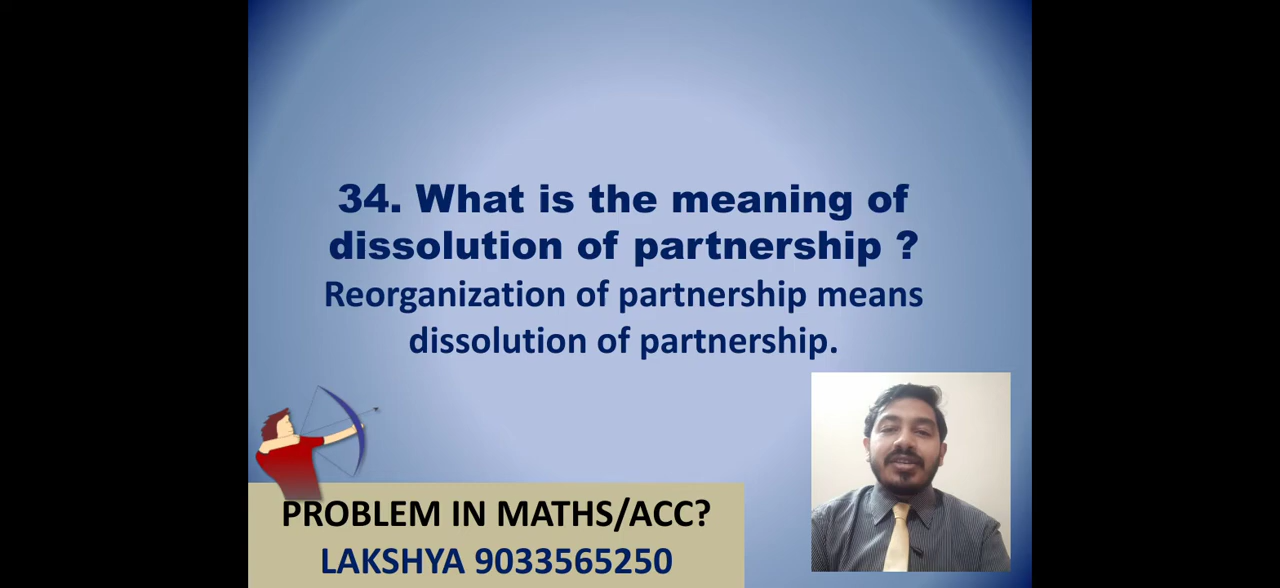 34. What is the meaning of
dissolution of partnership ?
Reorganization of partnership means
dissolution of partnership.
PROBLEM IN MATHS/ACC?
LAKSHYA 9033565250